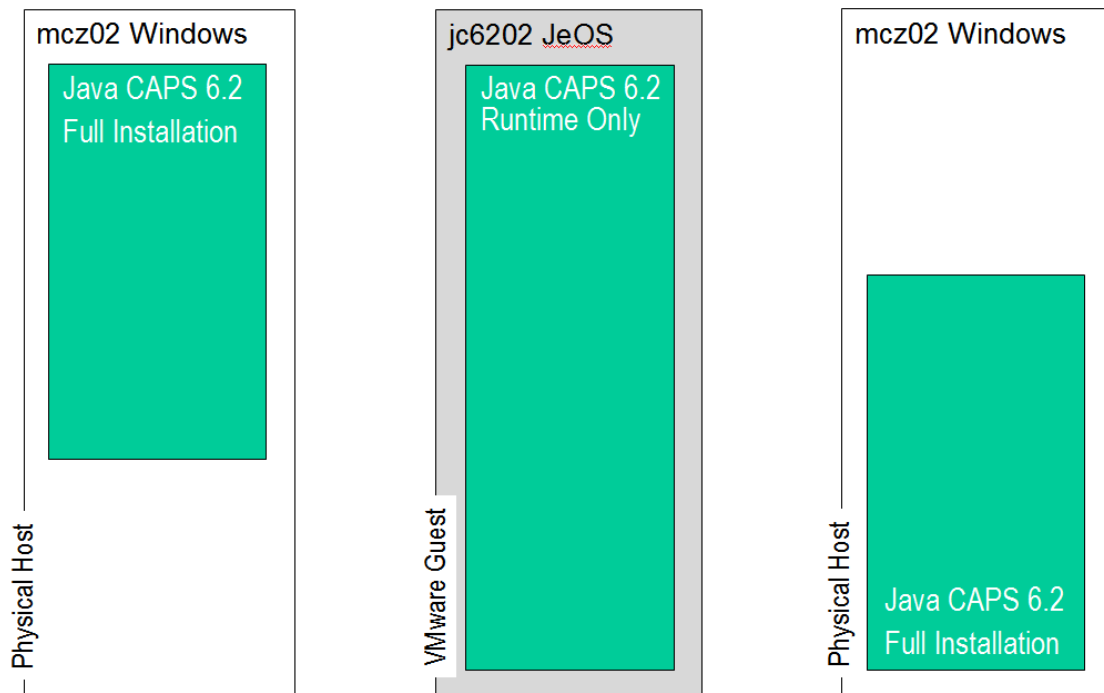 mcz02 Windows
Java CAPS 6.2
Full Installation
Physical Host
jc6202 JeOS
Java CAPS 6.2
Runtime Only
VMware Guest
mcz02 Windows
Java CAPS 6.2
Full Installation
Physical Host